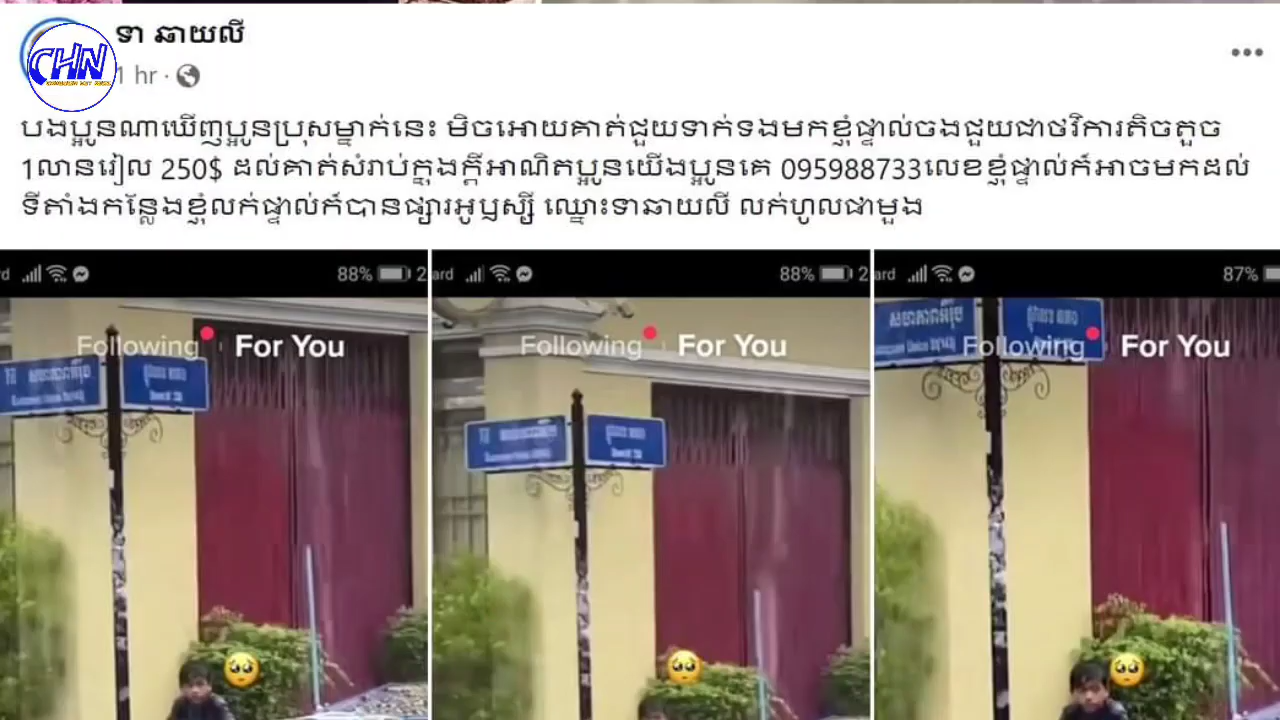 ទា ឆាយលី
CHN
1 hr ·
បងប្អូនណាឃើញប្អូនប្រុសម្នាក់នេះ មិចអោយគាត់ជួយទាក់ទងមកខ្ញុំផ្ទាល់ចងជួយជាថវិការតិចតួច
1លានរៀល 250$ ដល់គាត់សំរាប់ក្នុងក្ដីអាណិតប្អូនយើងប្អូនគេ 095988733លេខខ្ញុំផ្ទាល់ក៏អាចមកដល់
ទីតាំងកន្លែងខ្ញុំលក់ផ្ទាល់ក៏បានផ្សារអូឫស្សី ឈ្នោះទាឆាយលី លក់ហូលផាមួង
88%
ard 88% 2
ard 87%
Following For You
Following For You
Following For You